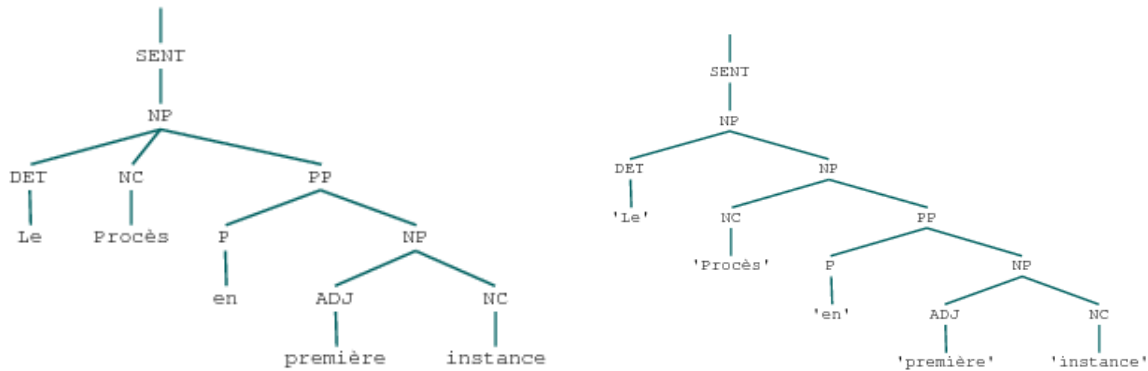 SENT
NP
DET NC PP
Le Procès P NP
en ADJ NC
première instance
SENT
NP
DET NP
'Le' NC PP
'Procès' P NP
'en' ADJ NC
'première' 'instance'